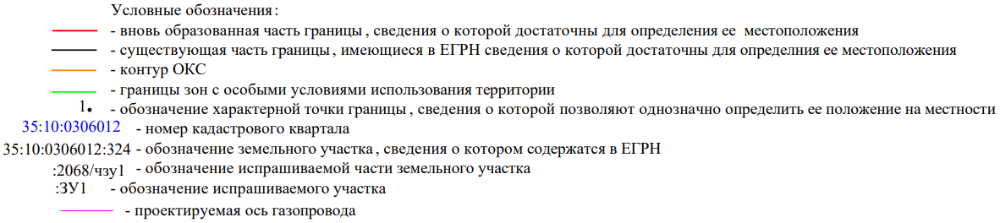 Условные обозначения:
- вновь образованная часть границы, сведения о которой достаточны для определения ее местоположения
- существующая часть границы, имеющиеся в ЕГРН сведения о которой достаточны для определния ее местоположения
- контур ОКС
- границы зон с особыми условиями использования территории
1. - обозначение характерной точки границы, сведения о которой позволяют однозначно определить ее положение на местности
35:10:0306012 - номер кадастрового квартала
35:10:0306012:324 - обозначение земельного участка, сведения о котором содержатся в ЕГРН
:2068/чзу1 - обозначение испрашиваемой части земельного участка
:ЗУ1 - обозначение испрашиваемого участка
- проектируемая ось газопровода